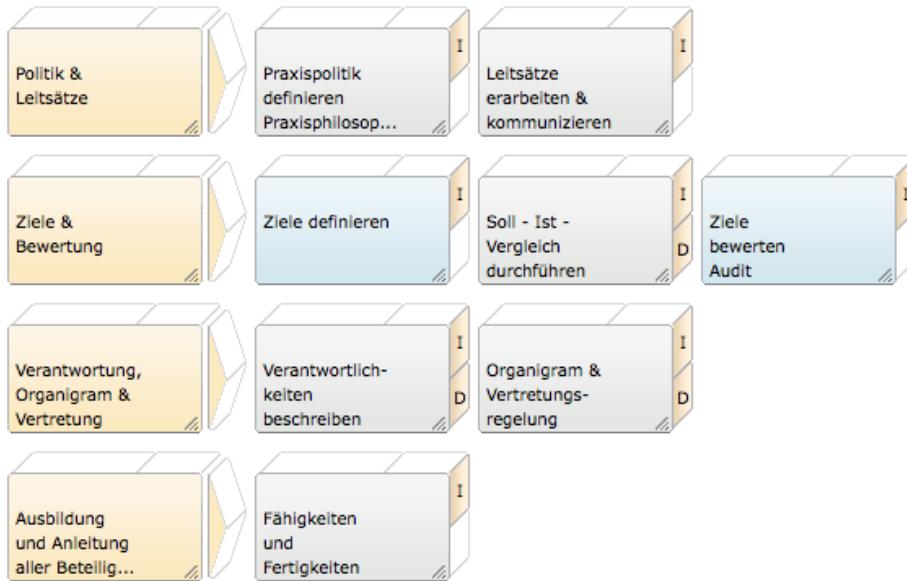 Politik &
Leitsätze
Praxispolitik
definieren
Praxisphilosop...
I
Leitsätze
erarbeiten &
kommunizieren
I
Ziele &
Bewertung
Ziele definieren
I
Soll - Ist -
Vergleich
durchführen
I
D
Ziele
bewerten
Audit
I
Verantwortung,
Organigram &
Vertretung
Verantwortlich-
keiten
beschreiben
I
D
Organigram &
Vertretungs-
regelung
I
D
Ausbildung
und Anleitung
aller Beteilig...
Fähigkeiten
und
Fertigkeiten
I